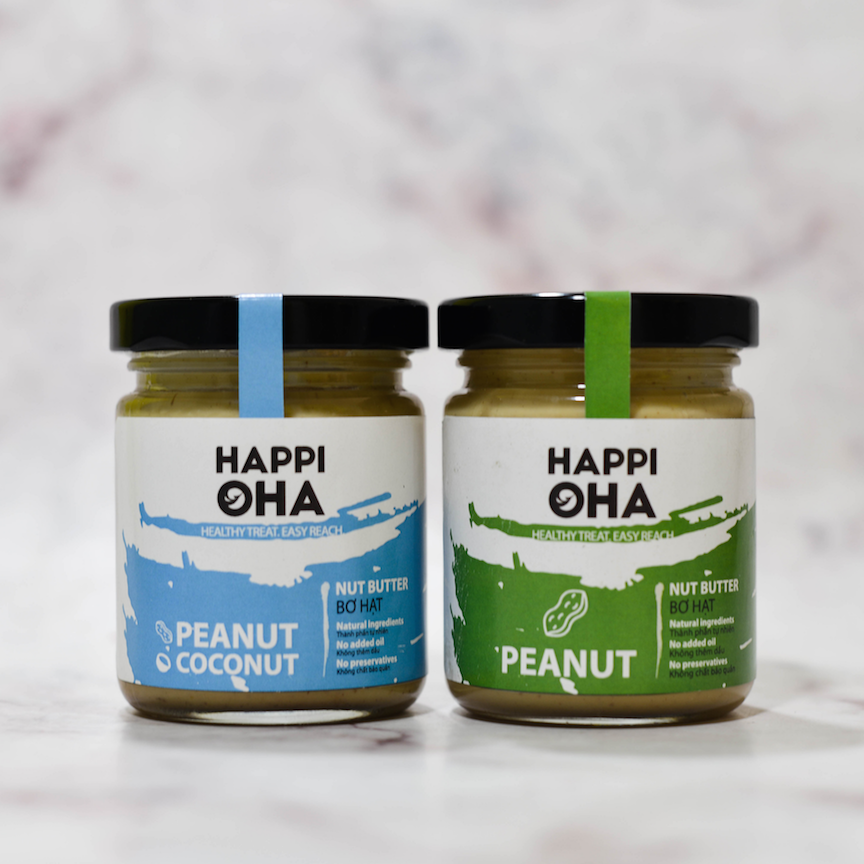 HAPPI
OHA
HEALTHY TREAT. EASY REACH
NUT BUTTER
BƠ HẠT
Natural ingredients
Thành phần tự nhiên
No added oil
Không thêm dầu
No preservatives
Không chất bảo quản
PEANUT
COCONUT
HAPPI
OHA
HEALTHY TREAT. EASY REACH
NUT BUTTER
BƠ HẠT
Natural ingredients
Thành phần tự nhiên
No added oil
Không thêm dầu
No preservatives
Không chất bảo quản
PEANUT